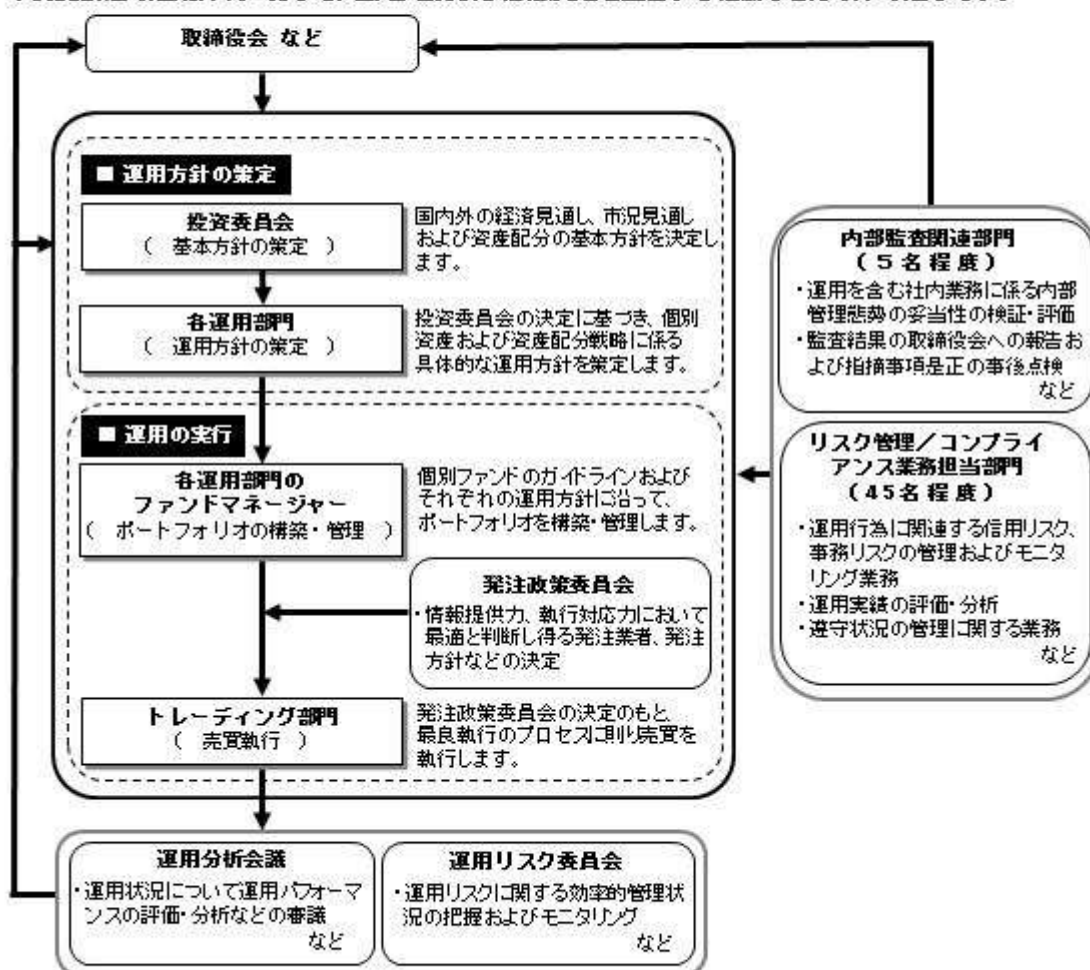 取締役会 など
■ 運用方針の策定
投資委員会
（ 基本方針の策定 ）
国内外の経済見通し、市況見通し
および資産配分の基本方針を決定し
ます。
各運用部門
（ 運用方針の策定 ）
投資委員会の決定に基づき、個別
資産および資産配分戦略に係る
具体的な運用方針を策定します。
■ 運用の実行
各運用部門の
ファンドマネージャー
（ ポートフォリオの構築・管理 ）
個別ファンドのガイドラインおよび
それぞれの運用方針に沿って、
ポートフォリオを構築・管理します。
発注政策委員会
・情報提供力、執行対応力において
最適と判断し得る発注業者、発注
方針などの決定
トレーディング部門
（ 売買執行 ）
発注政策委員会の決定のもと、
最良執行のプロセスに則り売買を
執行します。
内部監査関連部門
（５名程度）
・運用を含む社内業務に係る内部
管理態勢の妥当性の検証・評価
・監査結果の取締役会への報告お
よび指摘事項是正の事後点検
など
リスク管理／コンプライ
アンス業務担当部門
（45名程度）
・運用行為に関連する信用リスク、
事務リスクの管理およびモニタ
リング業務
・運用実績の評価・分析
・遵守状況の管理に関する業務
など
運用分析会議
・運用状況について運用パフォーマ
ンスの評価・分析などの審議
など
運用リスク委員会
・運用リスクに関する効率的管理状
況の把握およびモニタリング
など